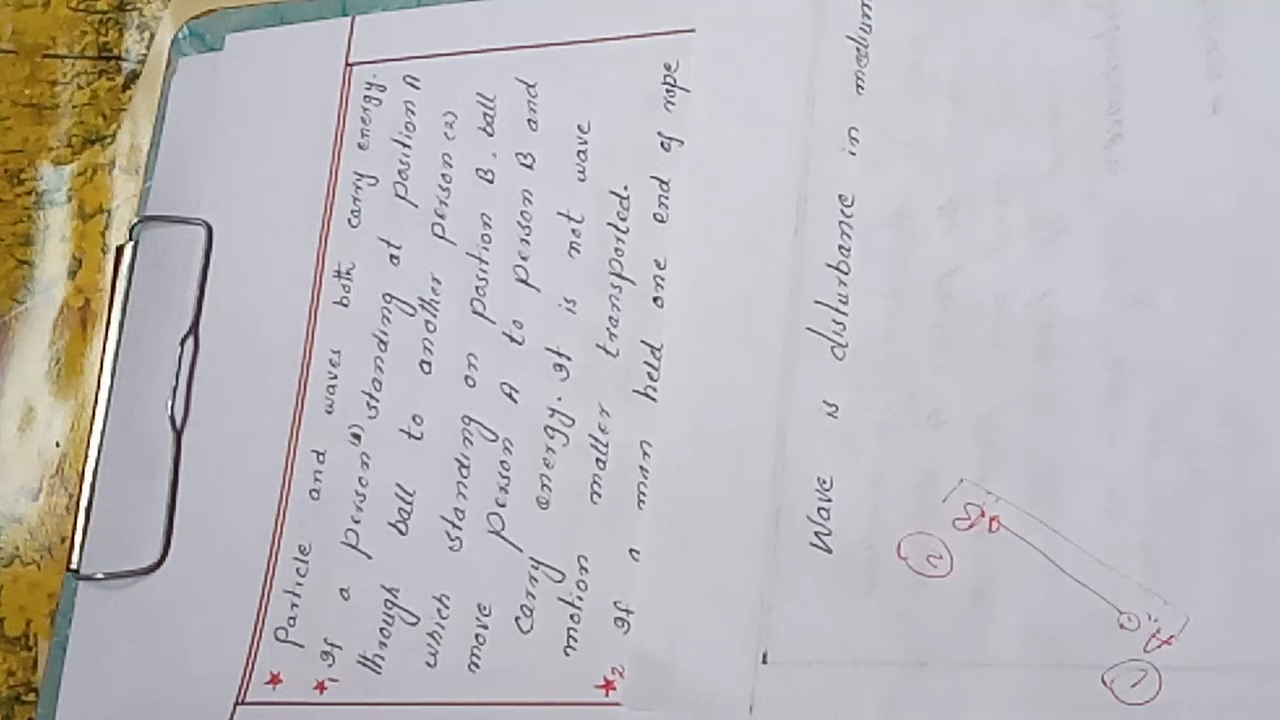 Particle and waves both carry energy.
1 If a person(1) standing at position A
through ball to another person(2)
which standing on position B. ball
move person A to person B and
carry energy. It is not wave
motion matter transported.
2 If a man held one end of rope
Wave is disturbance in medium
2
B
A
1